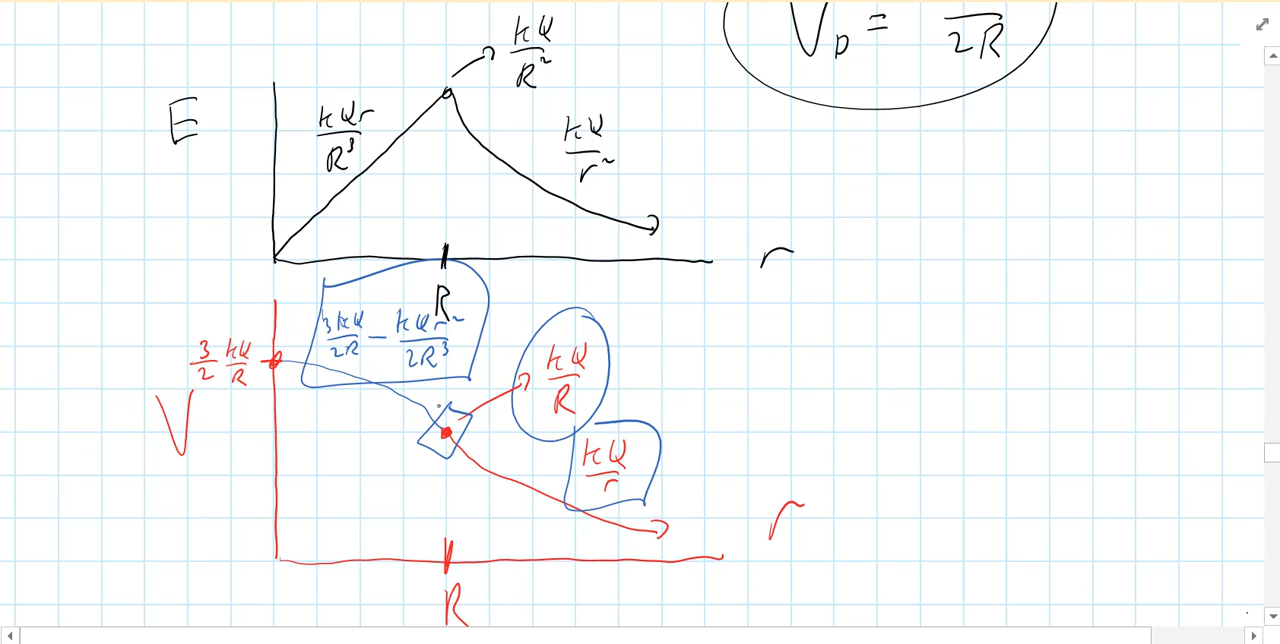 V_p = /2R
kQ/R²
E
kQr/R³
kQ/r²
r
R
3kQ/2R - kQr²/2R³
3/2 kQ/R
kQ/R
V
kQ/r
r
R